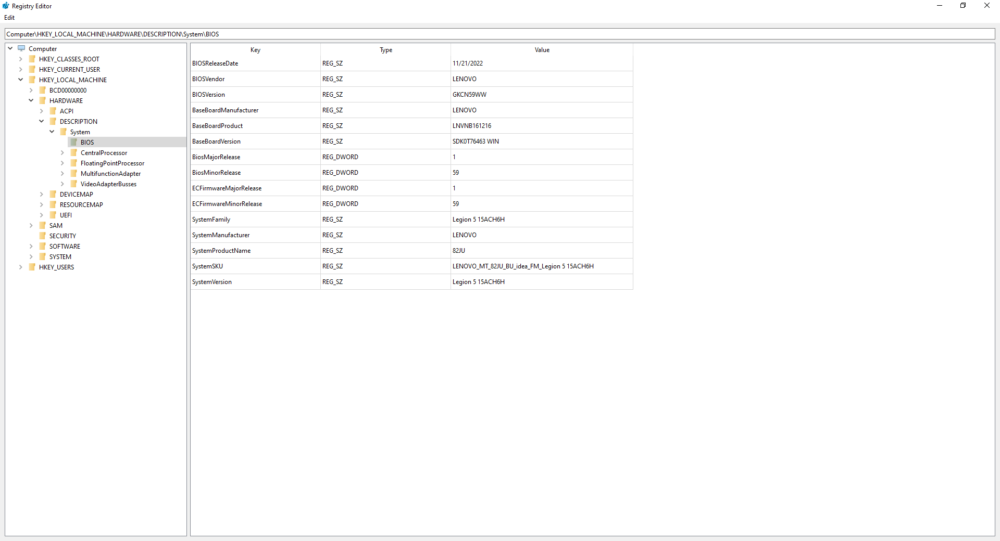 Registry Editor
Edit
Computer\HKEY_LOCAL_MACHINE\HARDWARE\DESCRIPTION\System\BIOS
Computer
HKEY_CLASSES_ROOT
HKEY_CURRENT_USER
HKEY_LOCAL_MACHINE
BCD00000000
HARDWARE
ACPI
DESCRIPTION
System
BIOS
CentralProcessor
FloatingPointProcessor
MultifunctionAdapter
VideoAdapterBusses
DEVICEMAP
RESOURCEMAP
UEFI
SAM
SECURITY
SOFTWARE
SYSTEM
HKEY_USERS
Key Type Value
BIOSReleaseDate REG_SZ 11/21/2022
BIOSVendor REG_SZ LENOVO
BIOSVersion REG_SZ GKCN59WW
BaseBoardManufacturer REG_SZ LENOVO
BaseBoardProduct REG_SZ LNVNB161216
BaseBoardVersion REG_SZ SDK0T76463 WIN
BiosMajorRelease REG_DWORD 1
BiosMinorRelease REG_DWORD 59
ECFirmwareMajorRelease REG_DWORD 1
ECFirmwareMinorRelease REG_DWORD 59
SystemFamily REG_SZ Legion 5 15ACH6H
SystemManufacturer REG_SZ LENOVO
SystemProductName REG_SZ 82JU
SystemSKU REG_SZ LENOVO_MT_82JU_BU_idea_FM_Legion 5 15ACH6H
SystemVersion REG_SZ Legion 5 15ACH6H